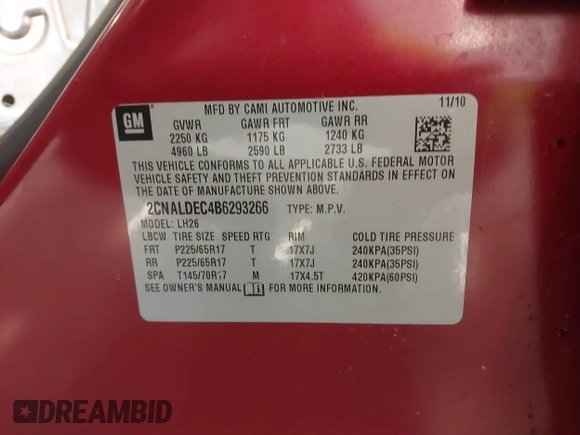 GM
MFD BY CAMI AUTOMOTIVE INC. 11/10
GVWR GAWR FRT GAWR RR
2250 KG 1175 KG 1240 KG
4960 LB 2590 LB 2733 LB
THIS VEHICLE CONFORMS TO ALL APPLICABLE U.S. FEDERAL MOTOR
VEHICLE SAFETY AND THEFT PREVENTION STANDARDS IN EFFECT ON
THE DATE OF MANUFACTURE SHOWN ABOVE.
2CNALDEC4B6293266 TYPE: M.P.V.
MODEL: LH26
LBCW TIRE SIZE SPEED RTG RIM COLD TIRE PRESSURE
FRT P225/65R17 T 17X7J 240KPA(35PSI)
RR P225/65R17 T 17X7J 240KPA(35PSI)
SPA T145/70R17 M 17X4.5T 420KPA(60PSI)
SEE OWNER'S MANUAL FOR MORE INFORMATION.
DREAMBID